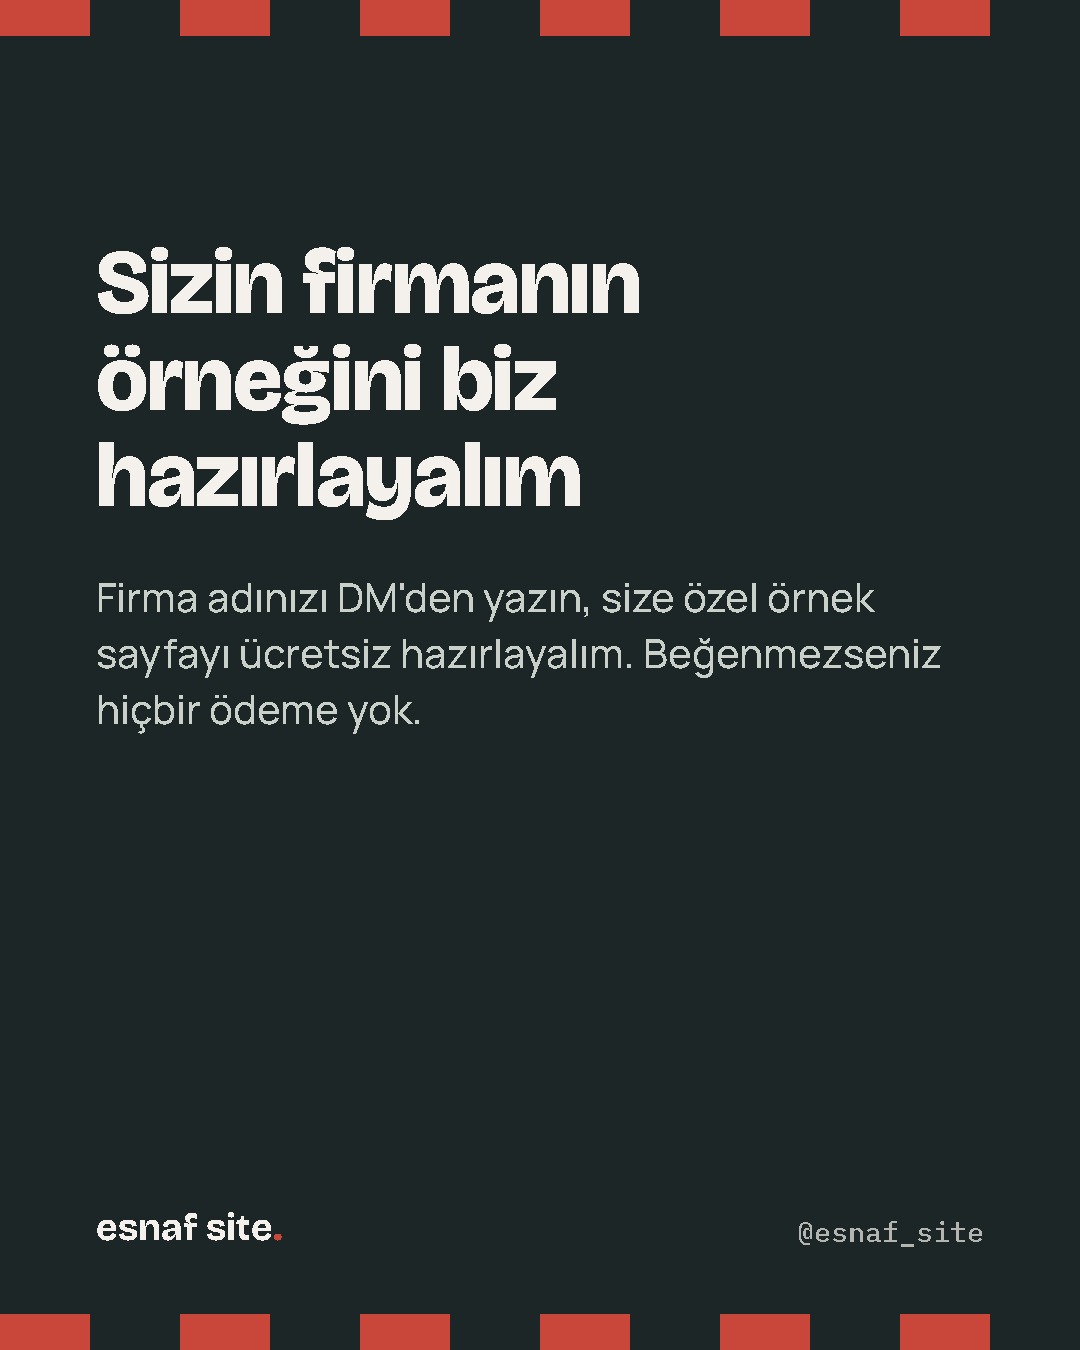 Sizin firmanın
örneğini biz
hazırlayalım
Firma adınızı DM'den yazın, size özel örnek
sayfayı ücretsiz hazırlayalım. Beğenmezseniz
hiçbir ödeme yok.
esnaf site.
@esnaf_site